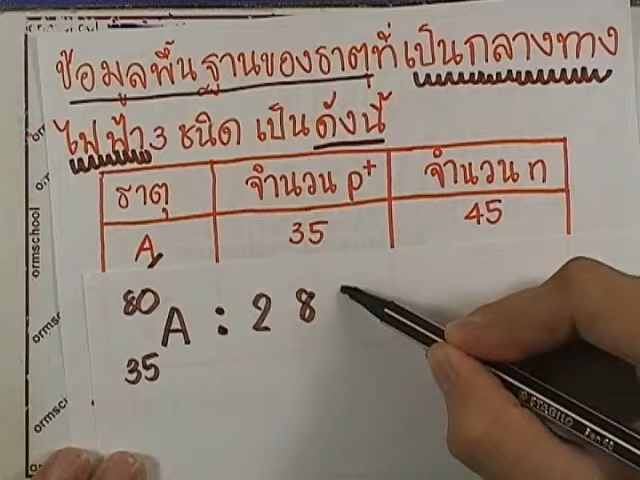 ormschool
ข้อมูลพื้นฐานของธาตุที่เป็นกลางทาง
ไฟฟ้า 3 ชนิด เป็นดังนี้
ธาตุ จำนวน p+ จำนวน n
A 35 45
80
A : 2 8
35
STABILO